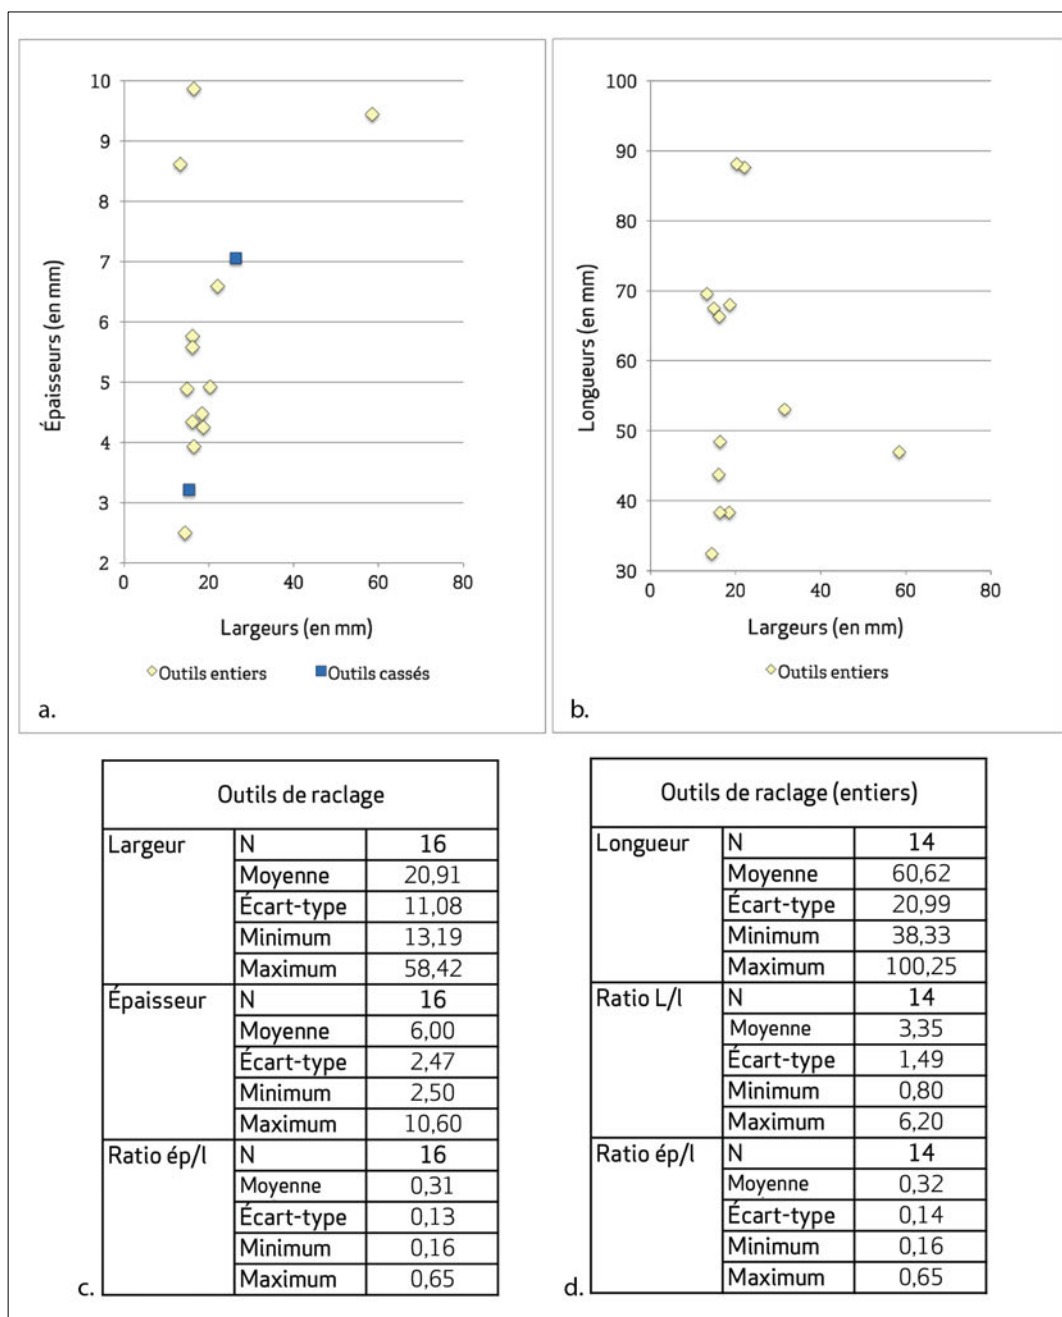 10
9
8
7
6
5
4
3
2
Épaisseurs (en mm)
0 20 40 60 80
Largeurs (en mm)
Outils entiers Outils cassés
a.
100
90
80
70
60
50
40
30
Longueurs (en mm)
0 20 40 60 80
Largeurs (en mm)
Outils entiers
b.
Outils de raclage
Largeur N 16
Moyenne 20,91
Écart-type 11,08
Minimum 13,19
Maximum 58,42
Épaisseur N 16
Moyenne 6,00
Écart-type 2,47
Minimum 2,50
Maximum 10,60
Ratio ép/l N 16
Moyenne 0,31
Écart-type 0,13
Minimum 0,16
Maximum 0,65
c.
Outils de raclage (entiers)
Longueur N 14
Moyenne 60,62
Écart-type 20,99
Minimum 38,33
Maximum 100,25
Ratio L/l N 14
Moyenne 3,35
Écart-type 1,49
Minimum 0,80
Maximum 6,20
Ratio ép/l N 14
Moyenne 0,32
Écart-type 0,14
Minimum 0,16
Maximum 0,65
d.